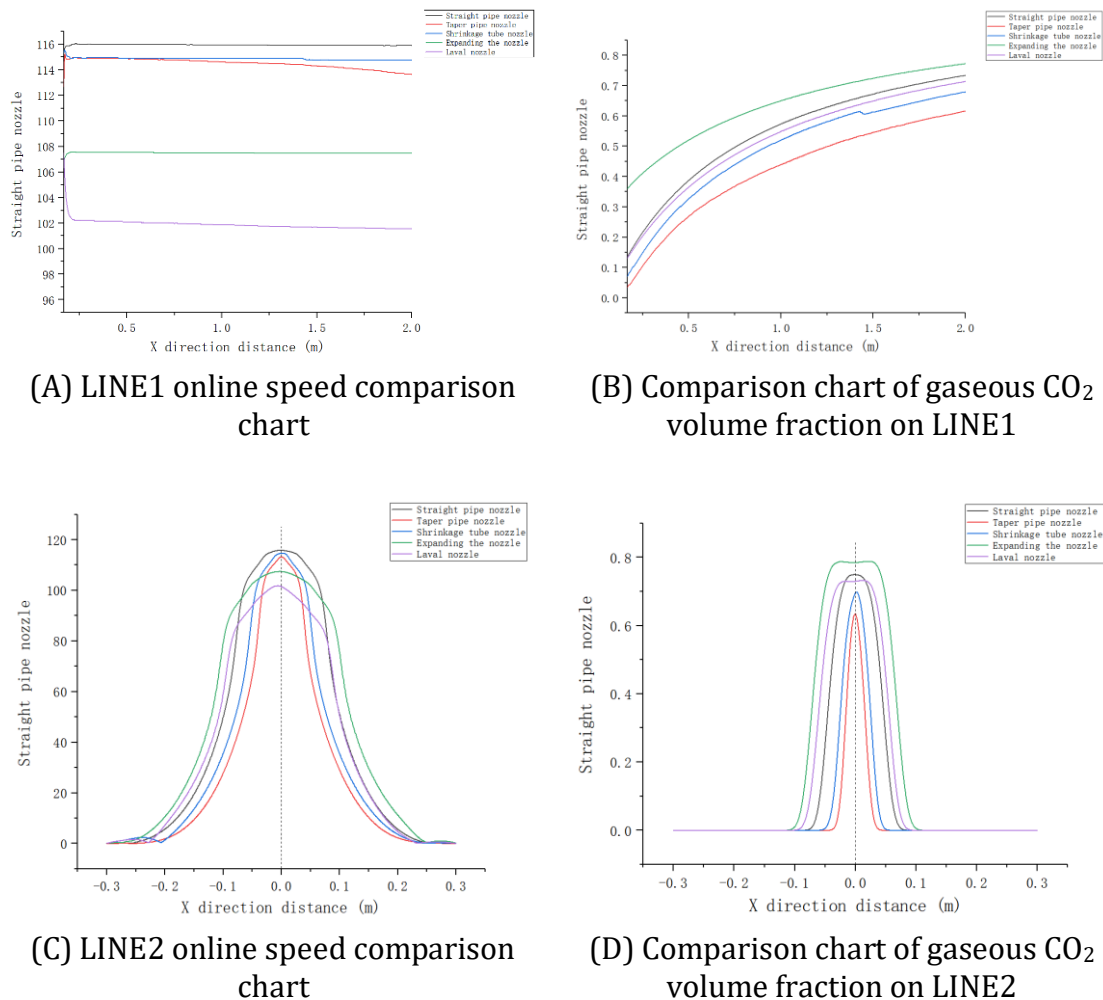 Straight pipe nozzle
Taper pipe nozzle
Shrinkage tube nozzle
Expanding the nozzle
Laval nozzle
116
114
112
110
108
106
104
102
100
98
96
Straight pipe nozzle
0.5
1.0
1.5
2.0
X direction distance (m)
(A) LINE1 online speed comparison
chart
Straight pipe nozzle
Taper pipe nozzle
Shrinkage tube nozzle
Expanding the nozzle
Laval nozzle
0.8
0.7
0.6
0.5
0.4
0.3
0.2
0.1
0.0
Straight pipe nozzle
0.5
1.0
1.5
2.0
X direction distance (m)
(B) Comparison chart of gaseous CO₂
volume fraction on LINE1
Straight pipe nozzle
Taper pipe nozzle
Shrinkage tube nozzle
Expanding the nozzle
Laval nozzle
120
100
80
60
40
20
0
Straight pipe nozzle
-0.3
-0.2
-0.1
0.0
0.1
0.2
0.3
X direction distance (m)
(C) LINE2 online speed comparison
chart
Straight pipe nozzle
Taper pipe nozzle
Shrinkage tube nozzle
Expanding the nozzle
Laval nozzle
0.8
0.6
0.4
0.2
0.0
Straight pipe nozzle
-0.3
-0.2
-0.1
0.0
0.1
0.2
0.3
X direction distance (m)
(D) Comparison chart of gaseous CO₂
volume fraction on LINE2